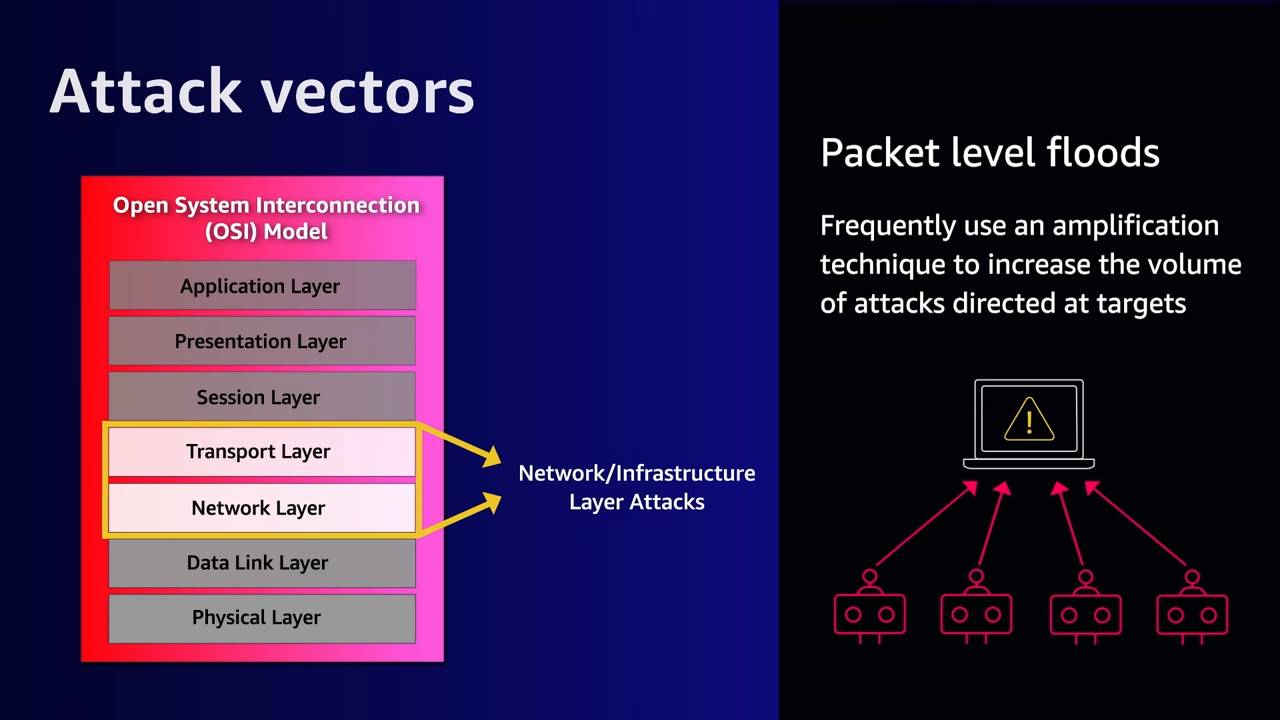 Attack vectors
Open System Interconnection
(OSI) Model
Application Layer
Presentation Layer
Session Layer
Transport Layer
Network Layer
Data Link Layer
Physical Layer
Network/Infrastructure
Layer Attacks
Packet level floods
Frequently use an amplification
technique to increase the volume
of attacks directed at targets